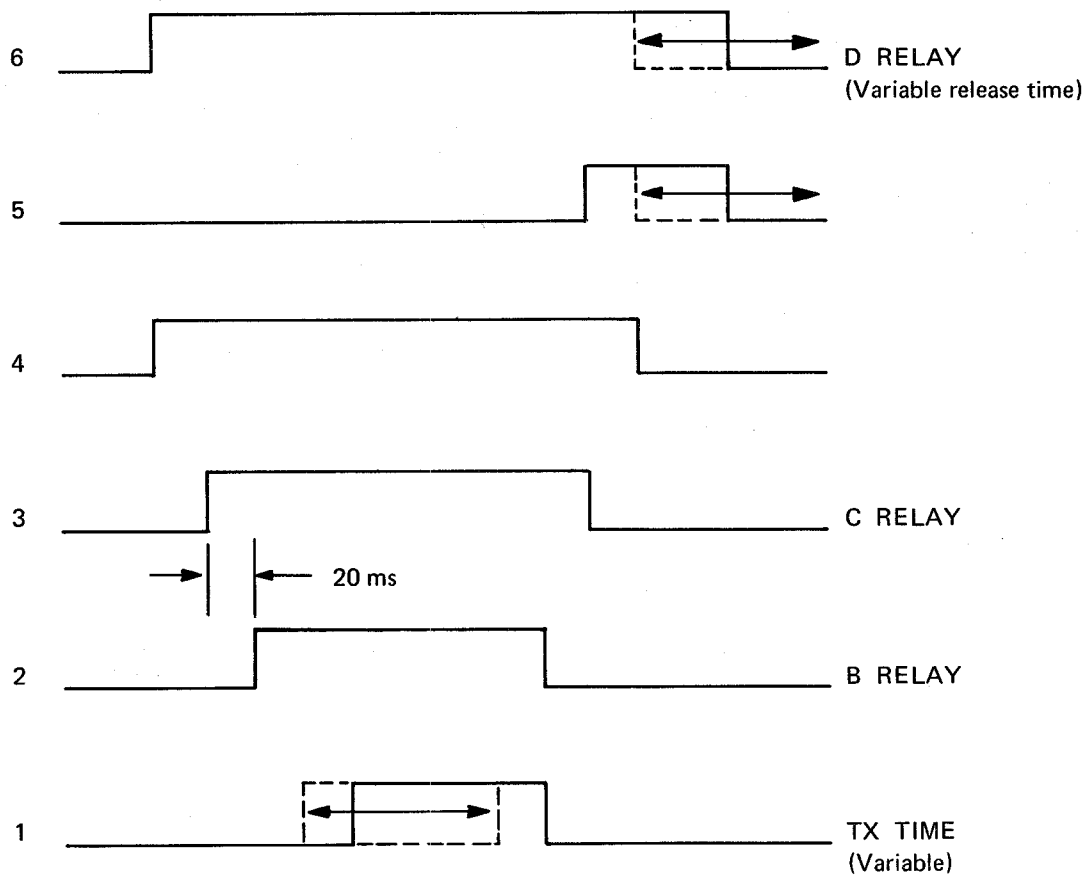 6
D RELAY
(Variable release time)
5
4
3
C RELAY
20 ms
2
B RELAY
1
TX TIME
(Variable)